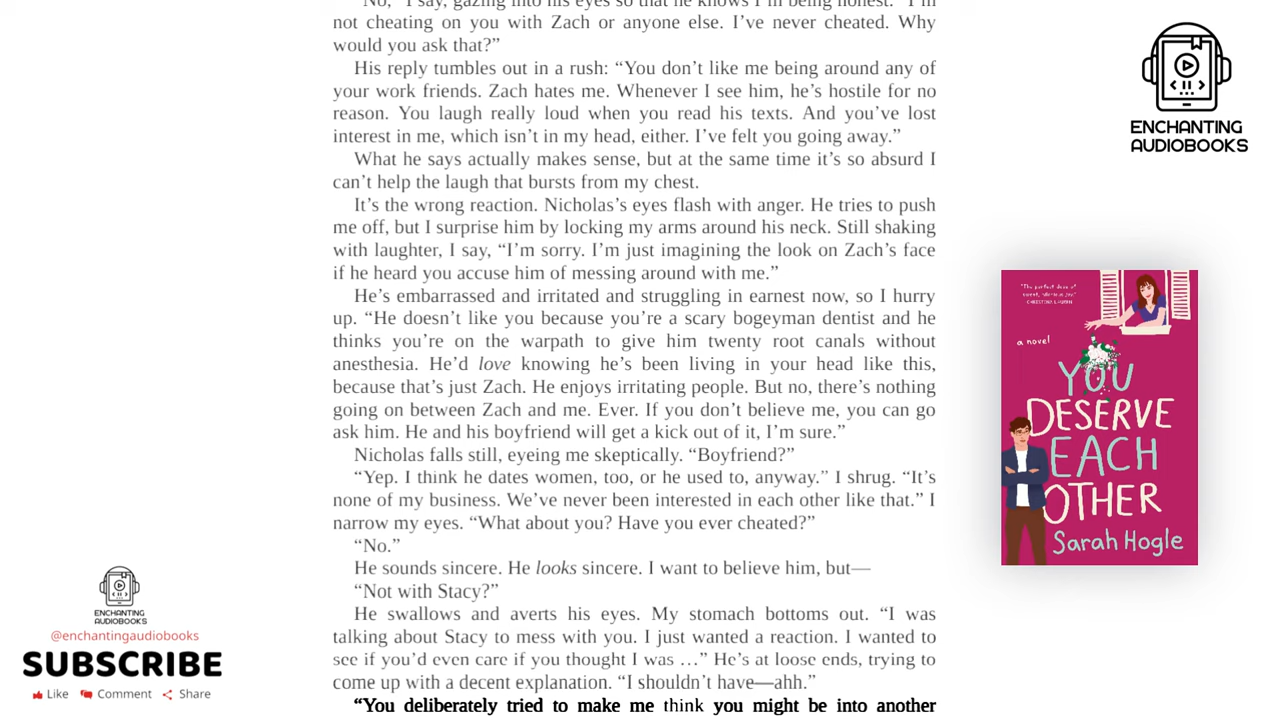 “No,” I say, gazing into his eyes so that he knows I’m being honest. “I’m
not cheating on you with Zach or anyone else. I’ve never cheated. Why
would you ask that?”
His reply tumbles out in a rush: “You don’t like me being around any of
your work friends. Zach hates me. Whenever I see him, he’s hostile for no
reason. You laugh really loud when you read his texts. And you’ve lost
interest in me, which isn’t in my head, either. I’ve felt you going away.”
What he says actually makes sense, but at the same time it’s so absurd I
can’t help the laugh that bursts from my chest.
It’s the wrong reaction. Nicholas’s eyes flash with anger. He tries to push
me off, but I surprise him by locking my arms around his neck. Still shaking
with laughter, I say, “I’m sorry. I’m just imagining the look on Zach’s face
if he heard you accuse him of messing around with me.”
He’s embarrassed and irritated and struggling in earnest now, so I hurry
up. “He doesn’t like you because you’re a scary bogeyman dentist and he
thinks you’re on the warpath to give him twenty root canals without
anesthesia. He’d love knowing he’s been living in your head like this,
because that’s just Zach. He enjoys irritating people. But no, there’s nothing
going on between Zach and me. Ever. If you don’t believe me, you can go
ask him. He and his boyfriend will get a kick out of it, I’m sure.”
Nicholas falls still, eyeing me skeptically. “Boyfriend?”
“Yep. I think he dates women, too, or he used to, anyway.” I shrug. “It’s
none of my business. We’ve never been interested in each other like that.” I
narrow my eyes. “What about you? Have you ever cheated?”
“No.”
He sounds sincere. He looks sincere. I want to believe him, but—
“Not with Stacy?”
He swallows and averts his eyes. My stomach bottoms out. “I was
talking about Stacy to mess with you. I just wanted a reaction. I wanted to
see if you’d even care if you thought I was …” He’s at loose ends, trying to
come up with a decent explanation. “I shouldn’t have—ahh.”
“You deliberately tried to make me think you might be into another
ENCHANTING
AUDIOBOOKS
CHRISTINA LAUREN
a novel
YOU
DESERVE
EACH
OTHER
Sarah Hogle
ENCHANTING
AUDIOBOOKS
@enchantingaudiobooks
SUBSCRIBE
Like Comment Share